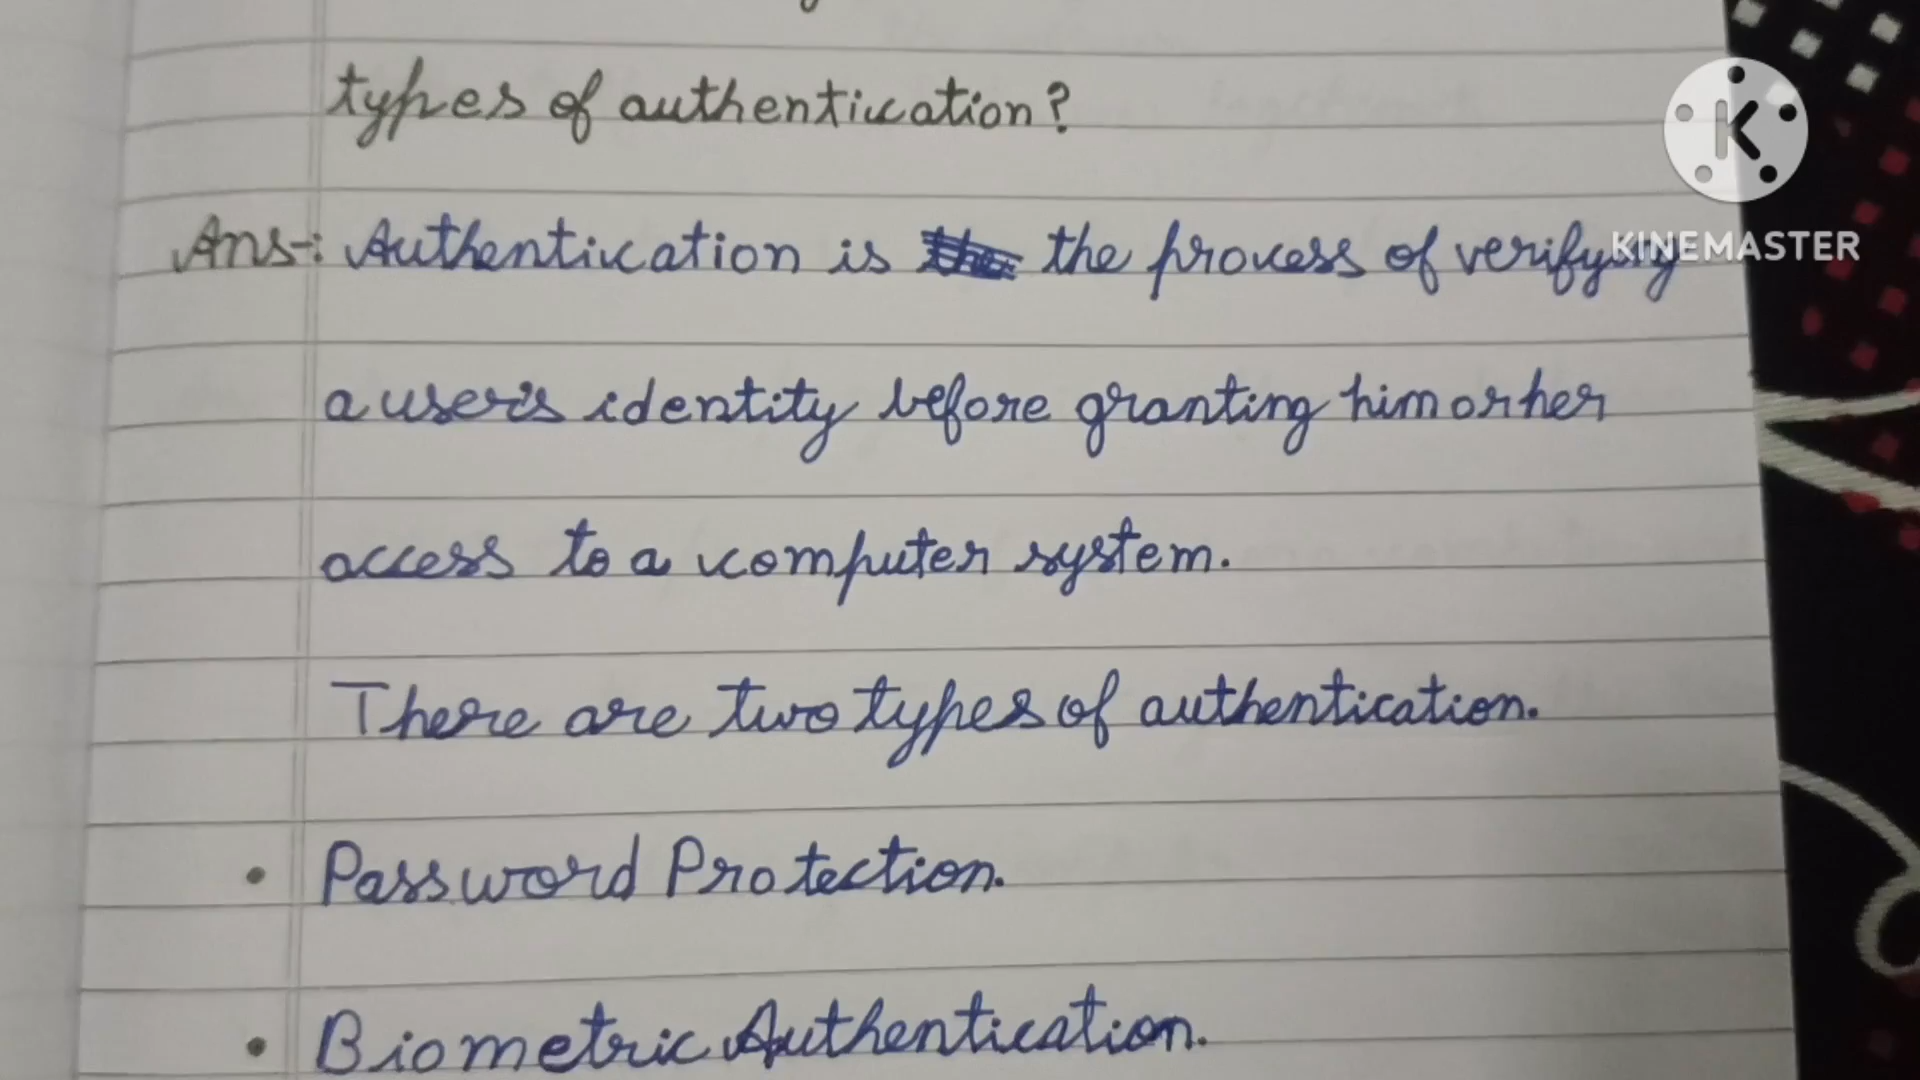 types of authentication?
Ans-: Authentication is the process of verifying
a user's identity before granting him or her
access to a computer system.
There are two types of authentication.
• Password Protection.
• Biometric Authentication.
KINEMASTER